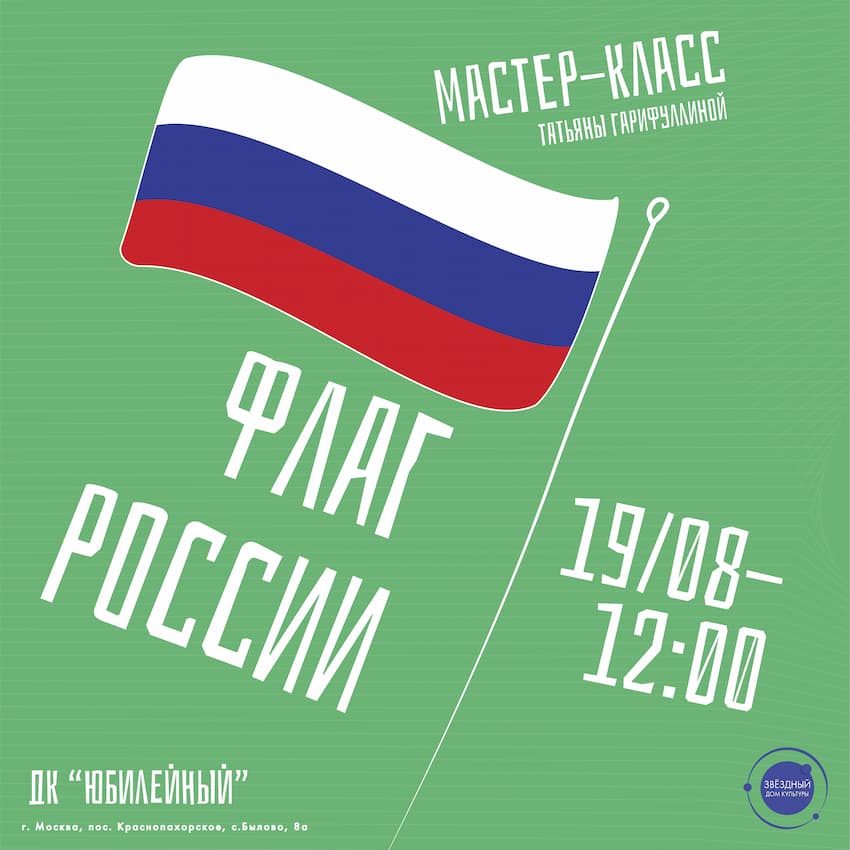 МАСТЕР–КЛАСС
ТАТЬЯНЫ ГАРИФУЛЛИНОЙ
ФЛАГ
РОССИИ
19/08–
12:00
ДК “ЮБИЛЕЙНЫЙ”
г. Москва, пос. Краснопахорское, с.Былово, 8а
ЗВЁЗДНЫЙ
ДОМ КУЛЬТУРЫ